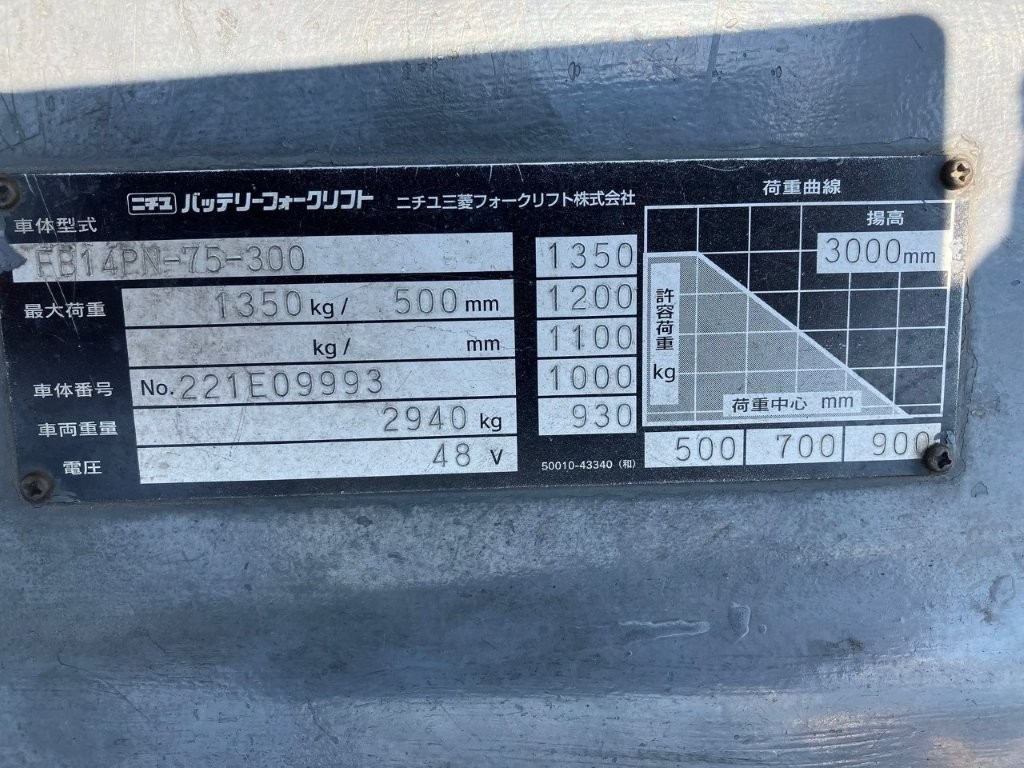 ニチユ バッテリーフォークリフト ニチユ三菱フォークリフト株式会社
車体型式
FB14PN-75-300
最大荷重 1350 kg/ 500 mm
kg/ mm
車体番号 No.221E09993
車両重量 2940 kg
電圧 48 V
1350
1200
1100
1000
930
50010-43340 (和)
荷重曲線
揚高
3000mm
許容荷重 kg
荷重中心 mm
500 700 900